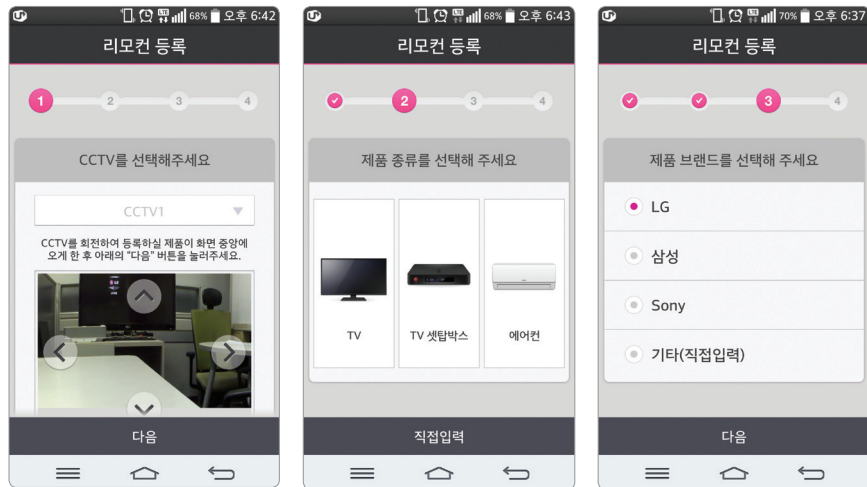 68% 오후 6:42
리모컨 등록
1 2 3 4
CCTV를 선택해주세요
CCTV1
CCTV를 회전하여 등록하실 제품이 화면 중앙에
오게 한 후 아래의 "다음" 버튼을 눌러주세요.
다음
68% 오후 6:43
리모컨 등록
2 3 4
제품 종류를 선택해 주세요
TV
TV 셋탑박스
에어컨
직접입력
70% 오후 6:37
리모컨 등록
3 4
제품 브랜드를 선택해 주세요
LG
삼성
Sony
기타(직접입력)
다음